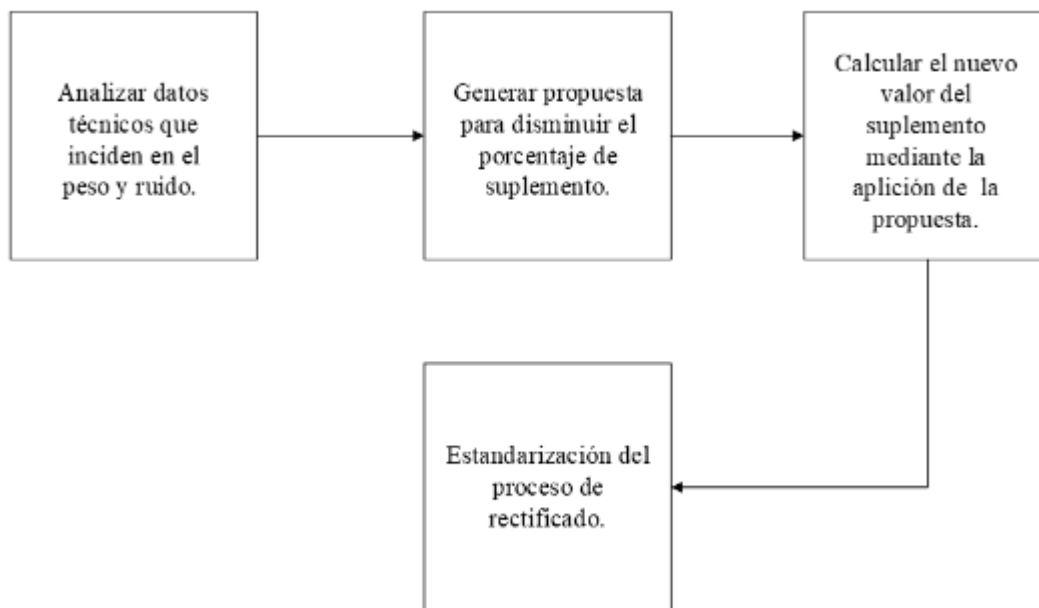 Analizar datos
técnicos que
inciden en el
peso y ruido.
Generar propuesta
para disminuir el
porcentaje de
suplemento.
Calcular el nuevo
valor del
suplemento
mediante la
aplición de la
propuesta.
Estandarización del
proceso de
rectificado.